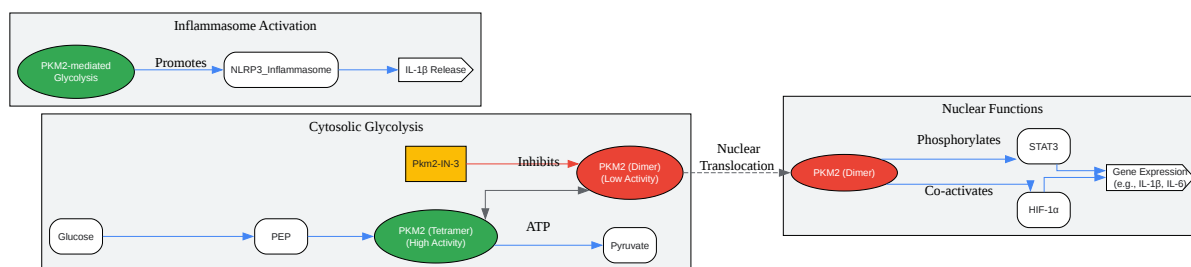 Inflammasome Activation
PKM2-mediated
Glycolysis
Promotes
NLRP3_Inflammasome
IL-1β Release
Cytosolic Glycolysis
Pkm2-IN-3
Inhibits
PKM2 (Dimer)
(Low Activity)
Glucose
PEP
PKM2 (Tetramer)
(High Activity)
ATP
Pyruvate
Nuclear
Translocation
Nuclear Functions
PKM2 (Dimer)
Phosphorylates
STAT3
Co-activates
HIF-1α
Gene Expression
(e.g., IL-1β, IL-6)